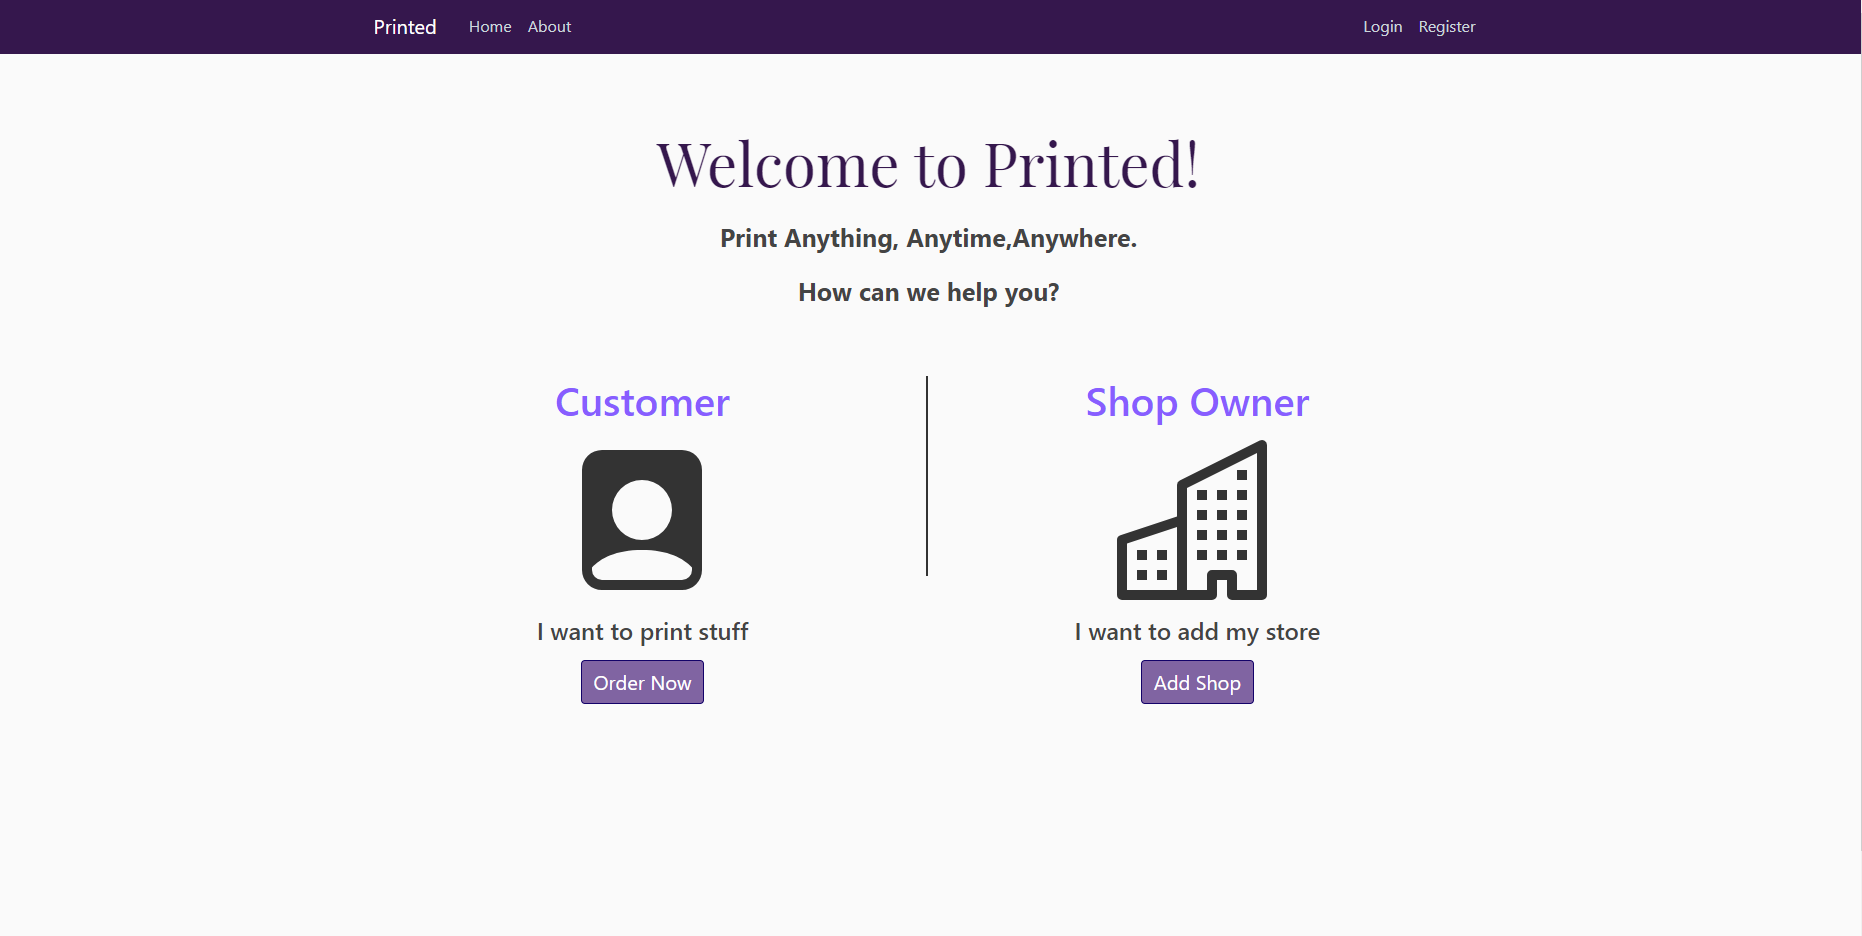 Printed Home About Login Register
Welcome to Printed!
Print Anything, Anytime,Anywhere.
How can we help you?
Customer
I want to print stuff
Order Now
Shop Owner
I want to add my store
Add Shop